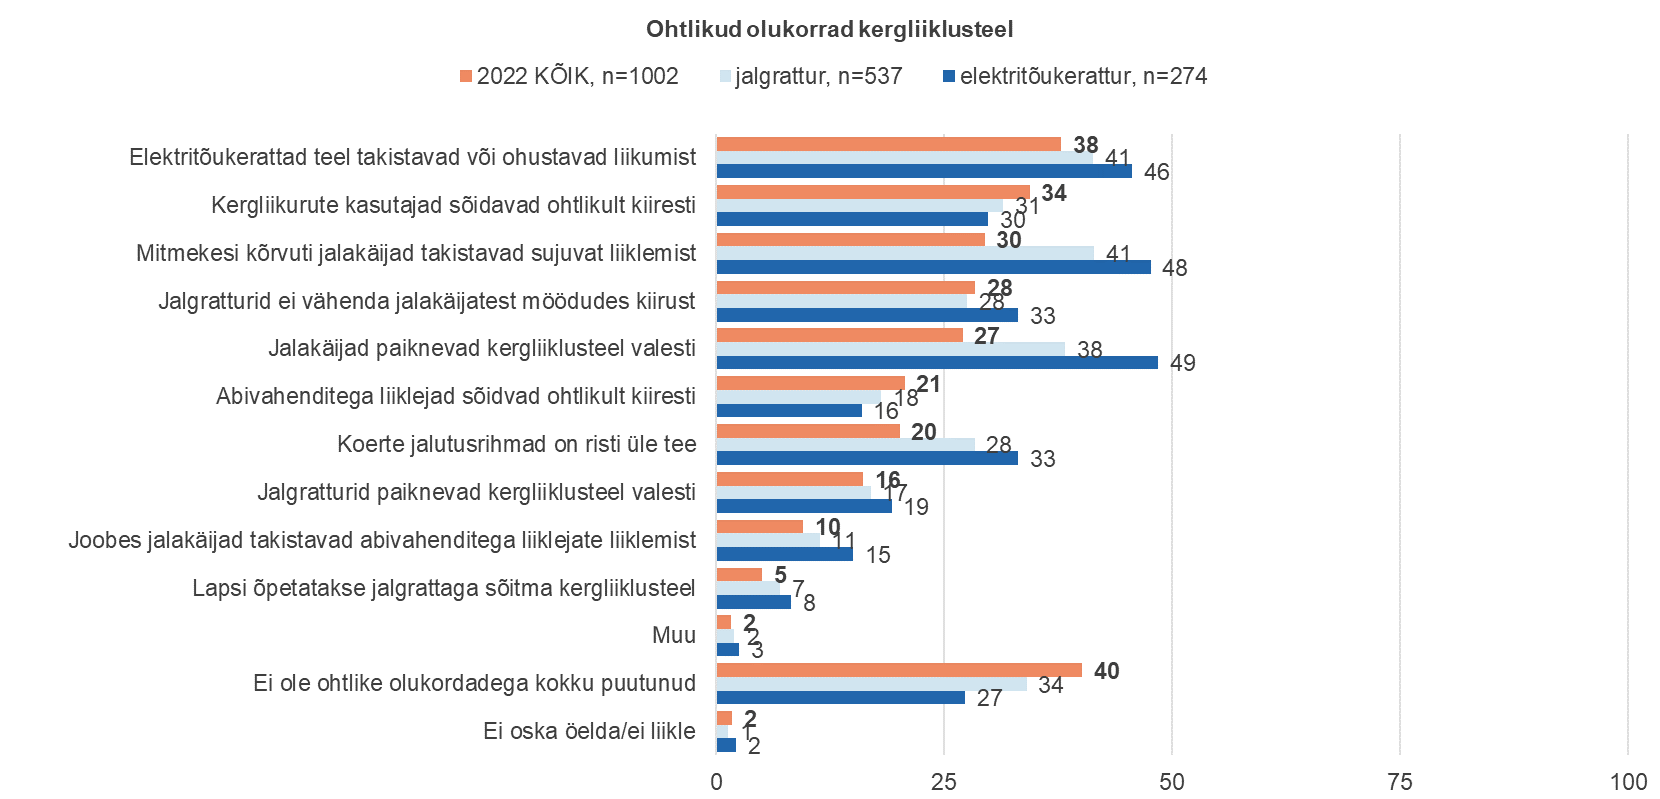 Ohtlikud olukorrad kergliiklusteel
2022 KÕIK, n=1002 jalgrattur, n=537 elektritõukerattur, n=274
Elektritõukerattad teel takistavad või ohustavad liikumist 38 41 46
Kergliikurute kasutajad sõidavad ohtlikult kiiresti 34 31 30
Mitmekesi kõrvuti jalakäijad takistavad sujuvat liiklemist 30 41 48
Jalgratturid ei vähenda jalakäijatest möödudes kiirust 28 28 33
Jalakäijad paiknevad kergliiklusteel valesti 27 38 49
Abivahenditega liiklejad sõidvad ohtlikult kiiresti 21 18 16
Koerte jalutusrihmad on risti üle tee 20 28 33
Jalgratturid paiknevad kergliiklusteel valesti 16 17 19
Joobes jalakäijad takistavad abivahenditega liiklejate liiklemist 10 11 15
Lapsi õpetatakse jalgrattaga sõitma kergliiklusteel 5 7 8
Muu 2 2 3
Ei ole ohtlike olukordadega kokku puutunud 40 34 27
Ei oska öelda/ei liikle 2 1 2
0 25 50 75 100